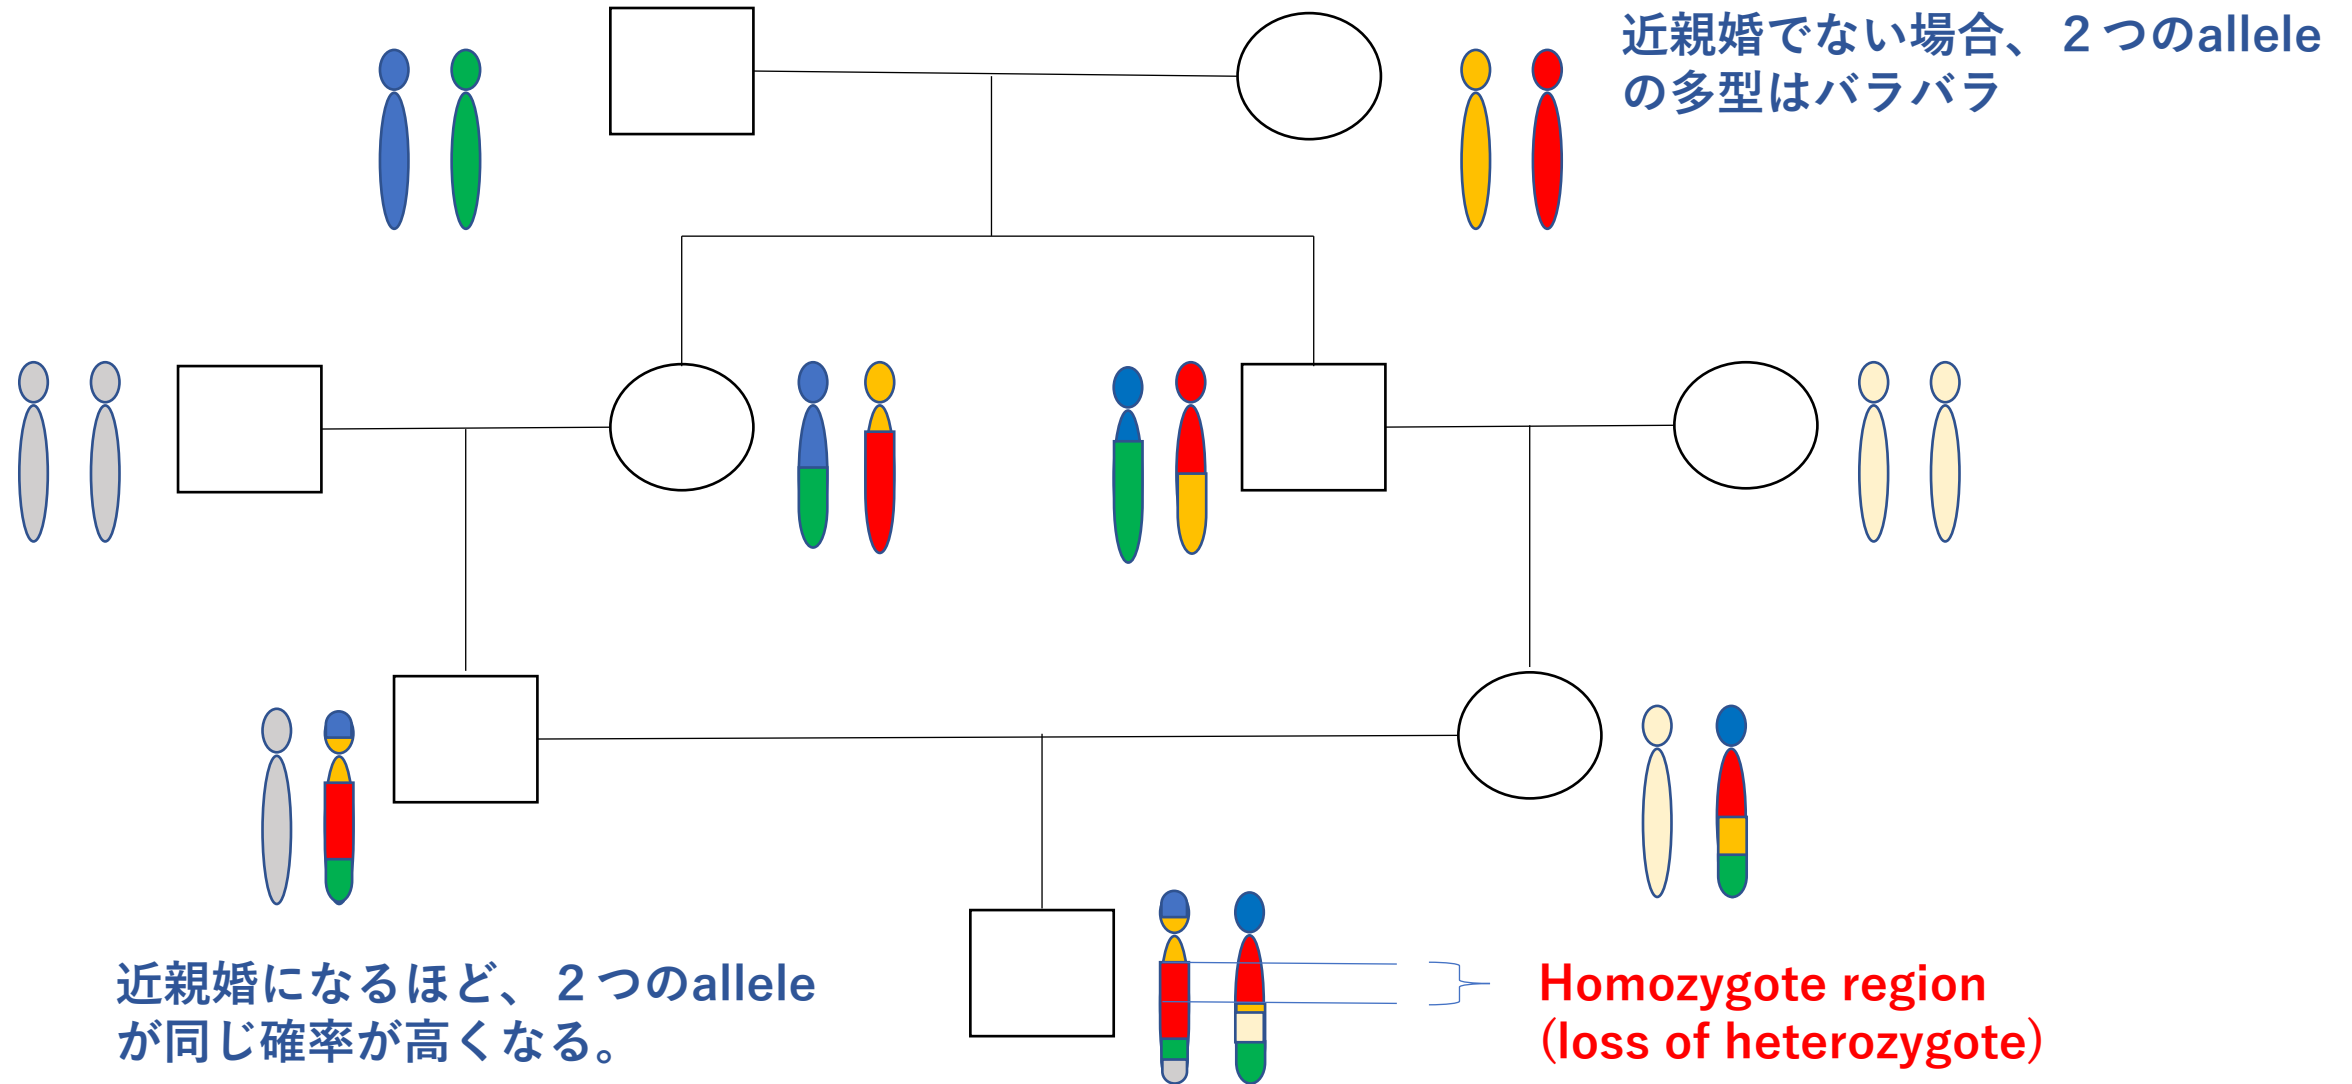 近親婚でない場合、２つのallele
の多型はバラバラ
近親婚になるほど、２つのallele
が同じ確率が高くなる。
Homozygote region
(loss of heterozygote)